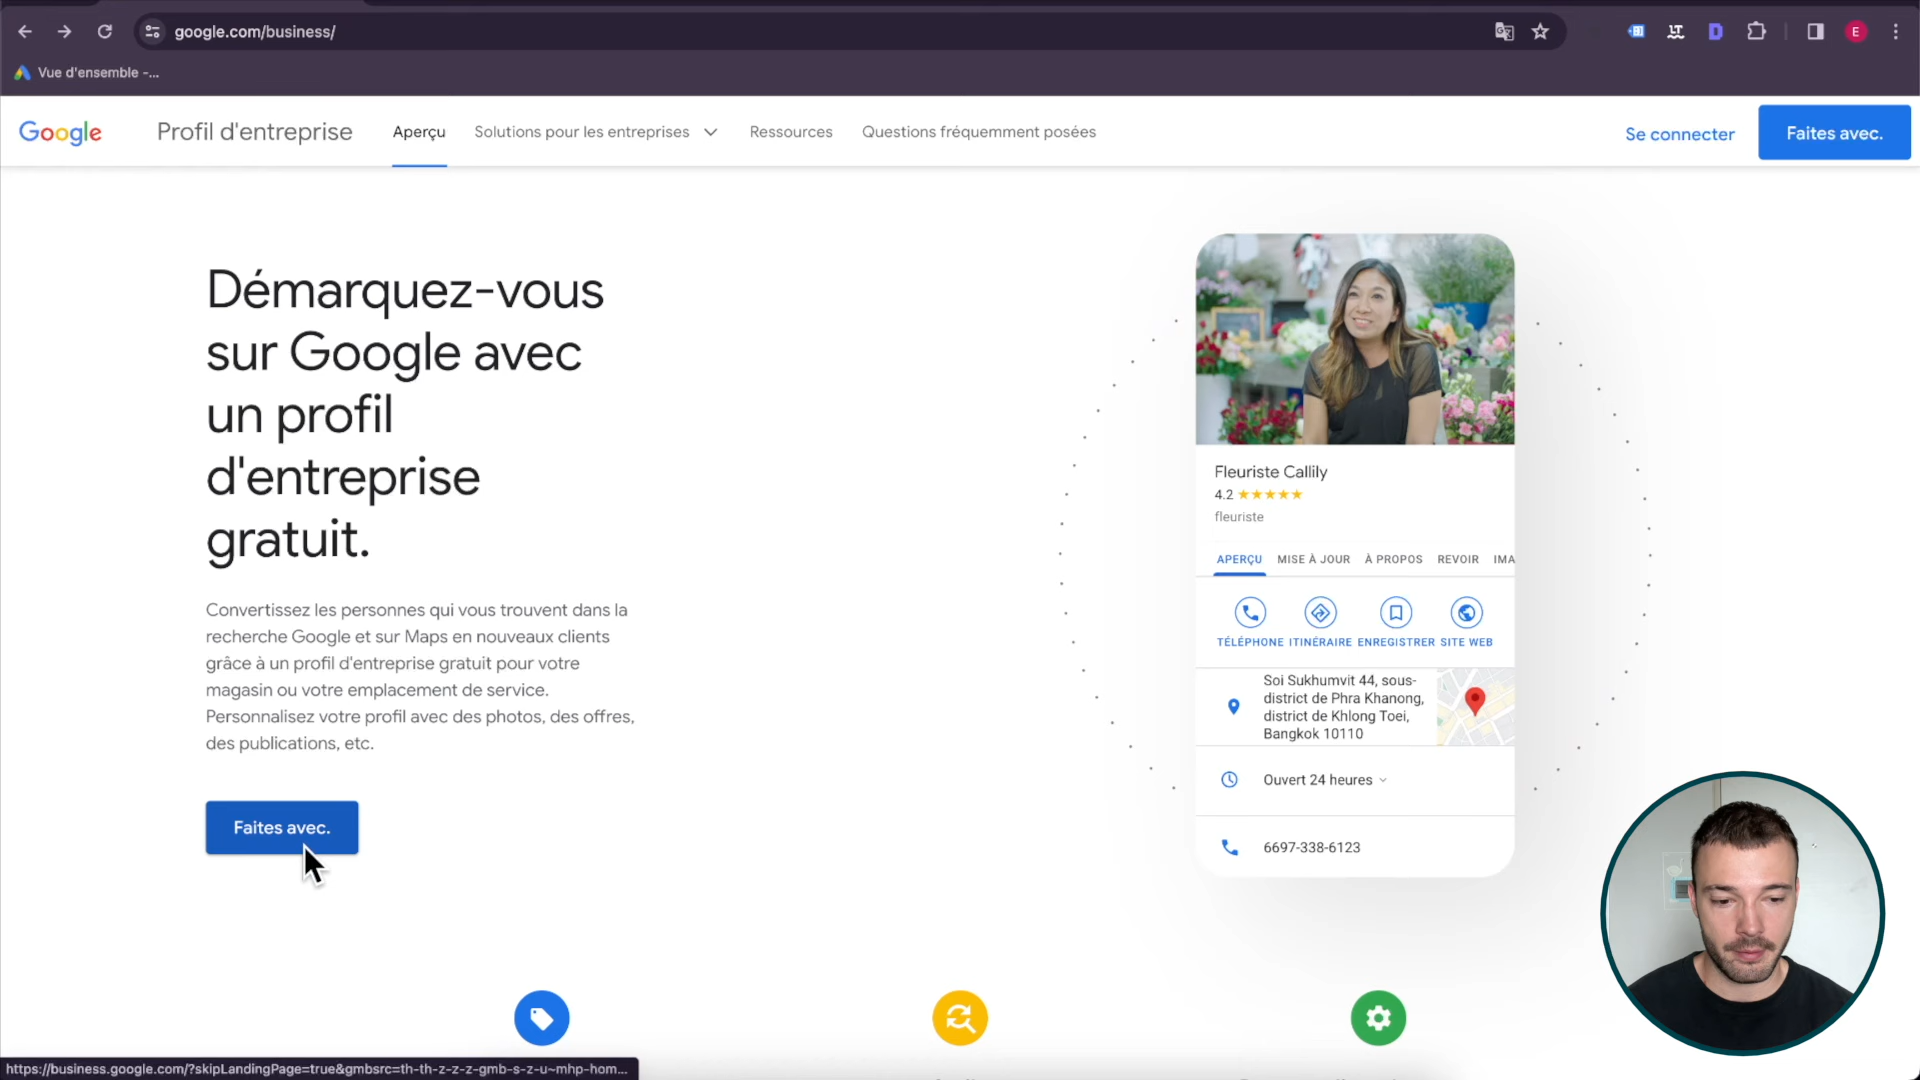 google.com/business/
E
Vue d'ensemble -...
Google Profil d'entreprise Aperçu Solutions pour les entreprises Ressources Questions fréquemment posées Se connecter Faites avec.
Démarquez-vous
sur Google avec
un profil
d'entreprise
gratuit.
Convertissez les personnes qui vous trouvent dans la
recherche Google et sur Maps en nouveaux clients
grâce à un profil d'entreprise gratuit pour votre
magasin ou votre emplacement de service.
Personnalisez votre profil avec des photos, des offres,
des publications, etc.
Faites avec.
Fleuriste Callily
4.2
fleuriste
APERÇU MISE À JOUR À PROPOS REVOIR IMA
TÉLÉPHONE ITINÉRAIRE ENREGISTRER SITE WEB
Soi Sukhumvit 44, sous-
district de Phra Khanong,
district de Khlong Toei,
Bangkok 10110
Ouvert 24 heures
6697-338-6123
https://business.google.com/?skipLandingPage=true&gmbsrc=th-th-z-z-z-gmb-s-z-u~mhp-hom...